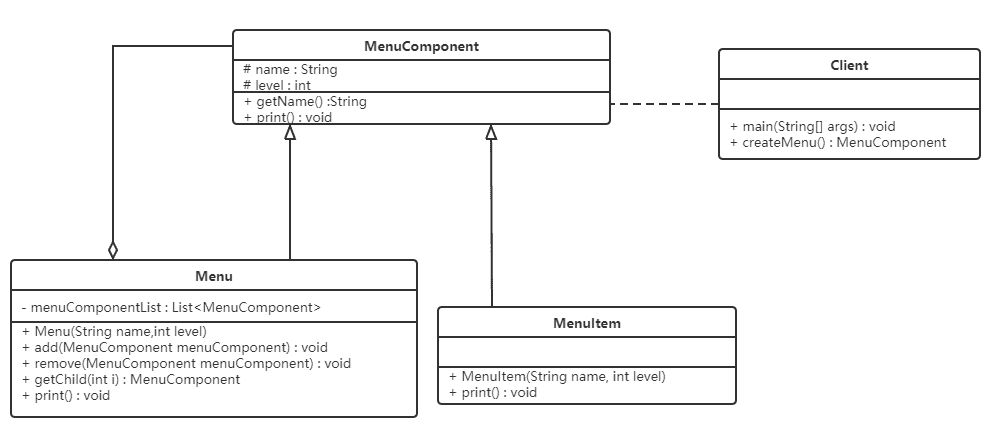 MenuComponent
# name : String
# level : int
+ getName() :String
+ print() : void
Client
+ main(String[] args) : void
+ createMenu() : MenuComponent
Menu
- menuComponentList : List<MenuComponent>
+ Menu(String name,int level)
+ add(MenuComponent menuComponent) : void
+ remove(MenuComponent menuComponent) : void
+ getChild(int i) : MenuComponent
+ print() : void
MenuItem
+ MenuItem(String name, int level)
+ print() : void